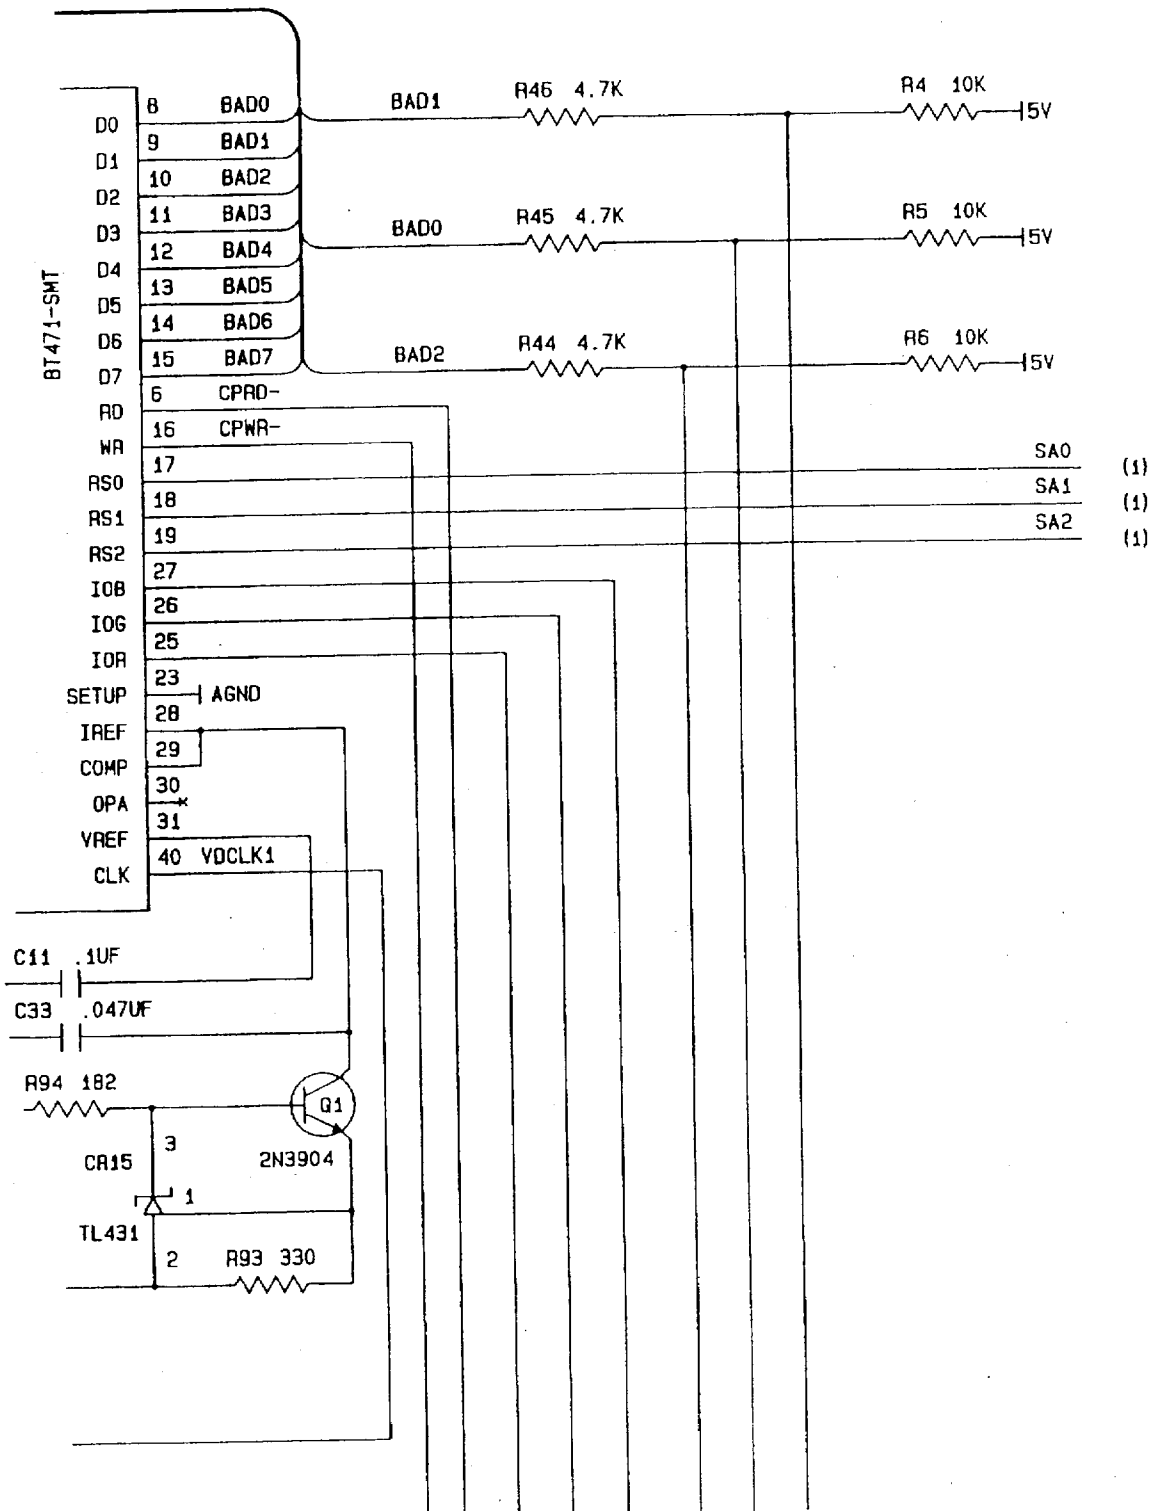 R46 4.7K
R4 10K
8 BAD0
BAD1
5V
D0
9 BAD1
D1
10 BAD2
D2
11 BAD3
R45 4.7K
R5 10K
D3
BAD0
5V
12 BAD4
D4
13 BAD5
D5
14 BAD6
D6
R44 4.7K
R6 10K
15 BAD7
BAD2
5V
D7
BT471-SMT
6 CPRD-
RD
16 CPWR-
WR
17
SA0 (1)
RS0
18
SA1 (1)
RS1
19
SA2 (1)
RS2
27
IOB
26
IOG
25
IOR
23
SETUP
AGND
28
IREF
29
COMP
30
OPA
31
VREF
40 VDCLK1
CLK
C11 .1UF
C33 .047UF
R94 182
Q1
3
CR15
2N3904
1
TL431
2
R93 330